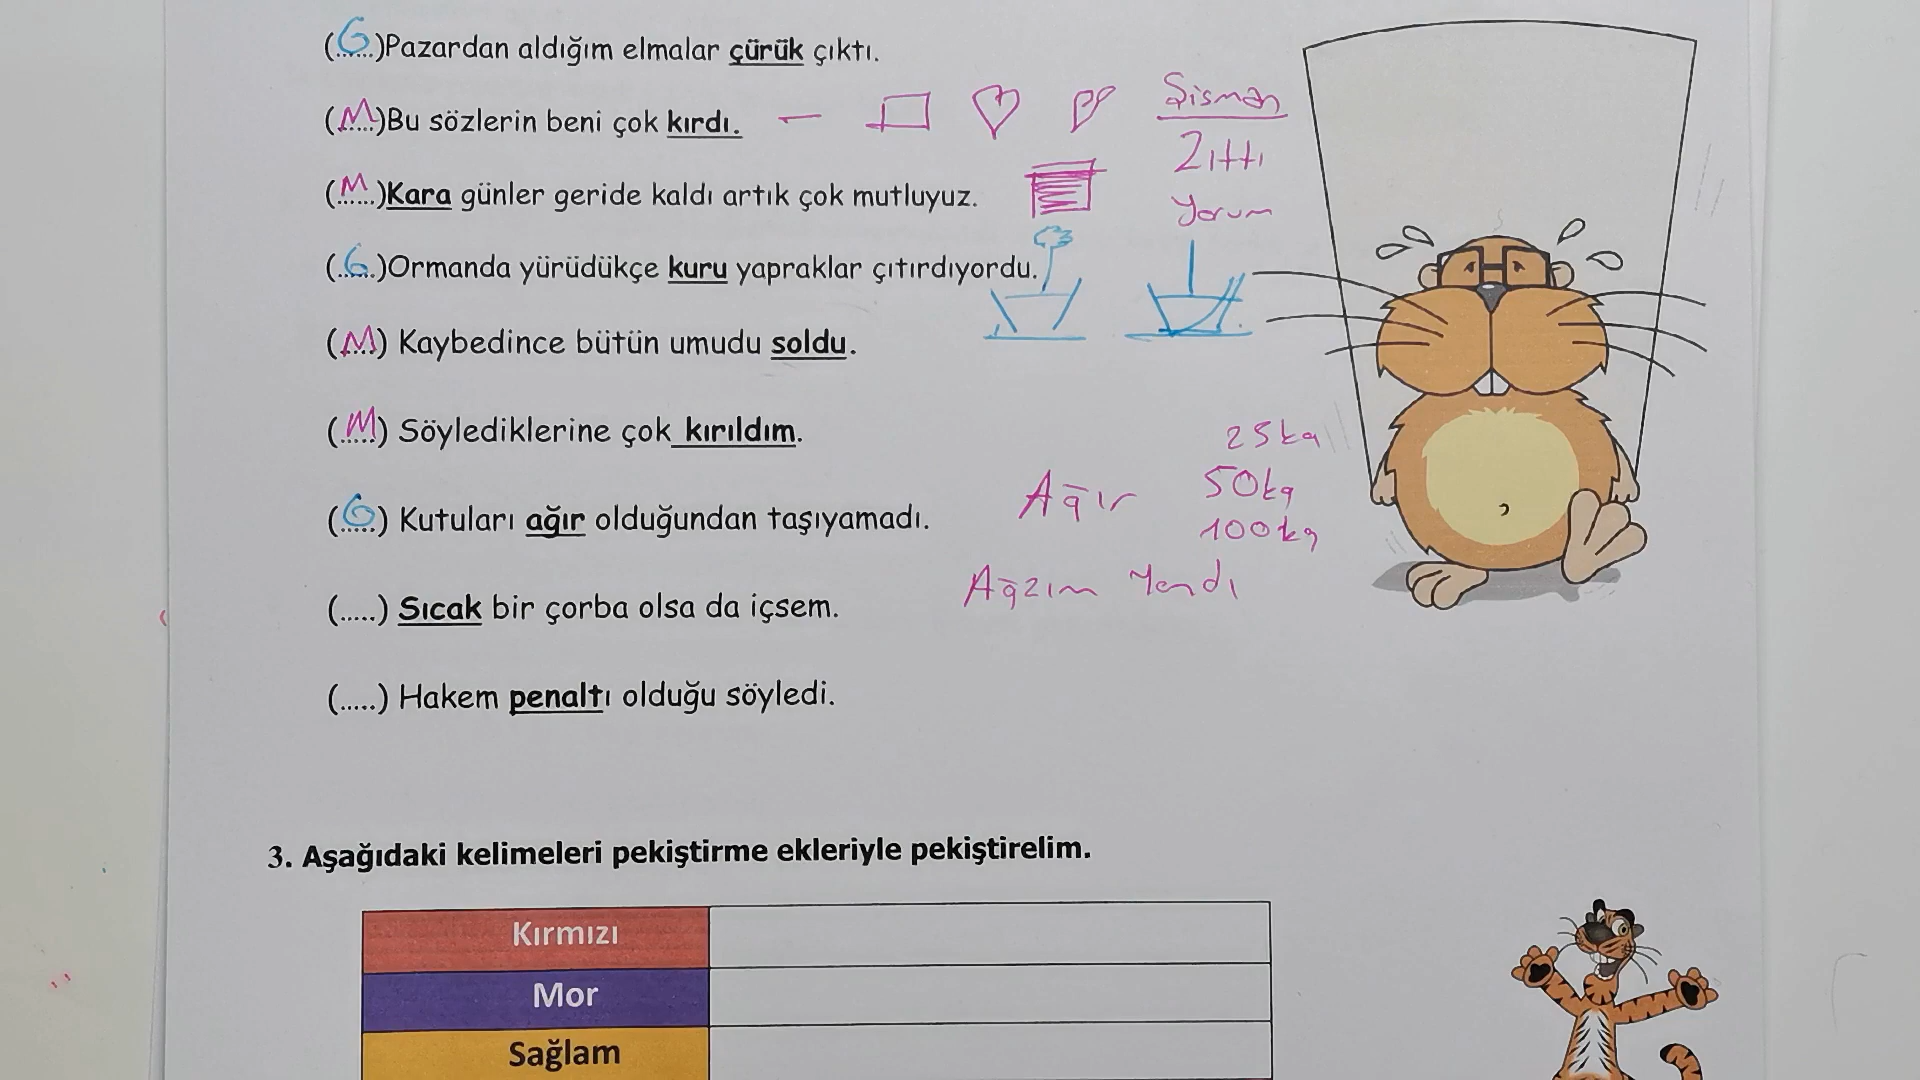 (..G..)Pazardan aldığım elmalar çürük çıktı.
(..M..)Bu sözlerin beni çok kırdı.
Şişman
Zıttı
Yorum
(..M..)Kara günler geride kaldı artık çok mutluyuz.
(..G..)Ormanda yürüdükçe kuru yapraklar çıtırdıyordu.
(..M..) Kaybedince bütün umudu soldu.
(..M..) Söylediklerine çok kırıldım.
25kg
50kg
100kg
Ağır
(..G..) Kutuları ağır olduğundan taşıyamadı.
Ağzım Yandı
(.....) Sıcak bir çorba olsa da içsem.
(.....) Hakem penaltı olduğu söyledi.
3. Aşağıdaki kelimeleri pekiştirme ekleriyle pekiştirelim.
Kırmızı
Mor
Sağlam